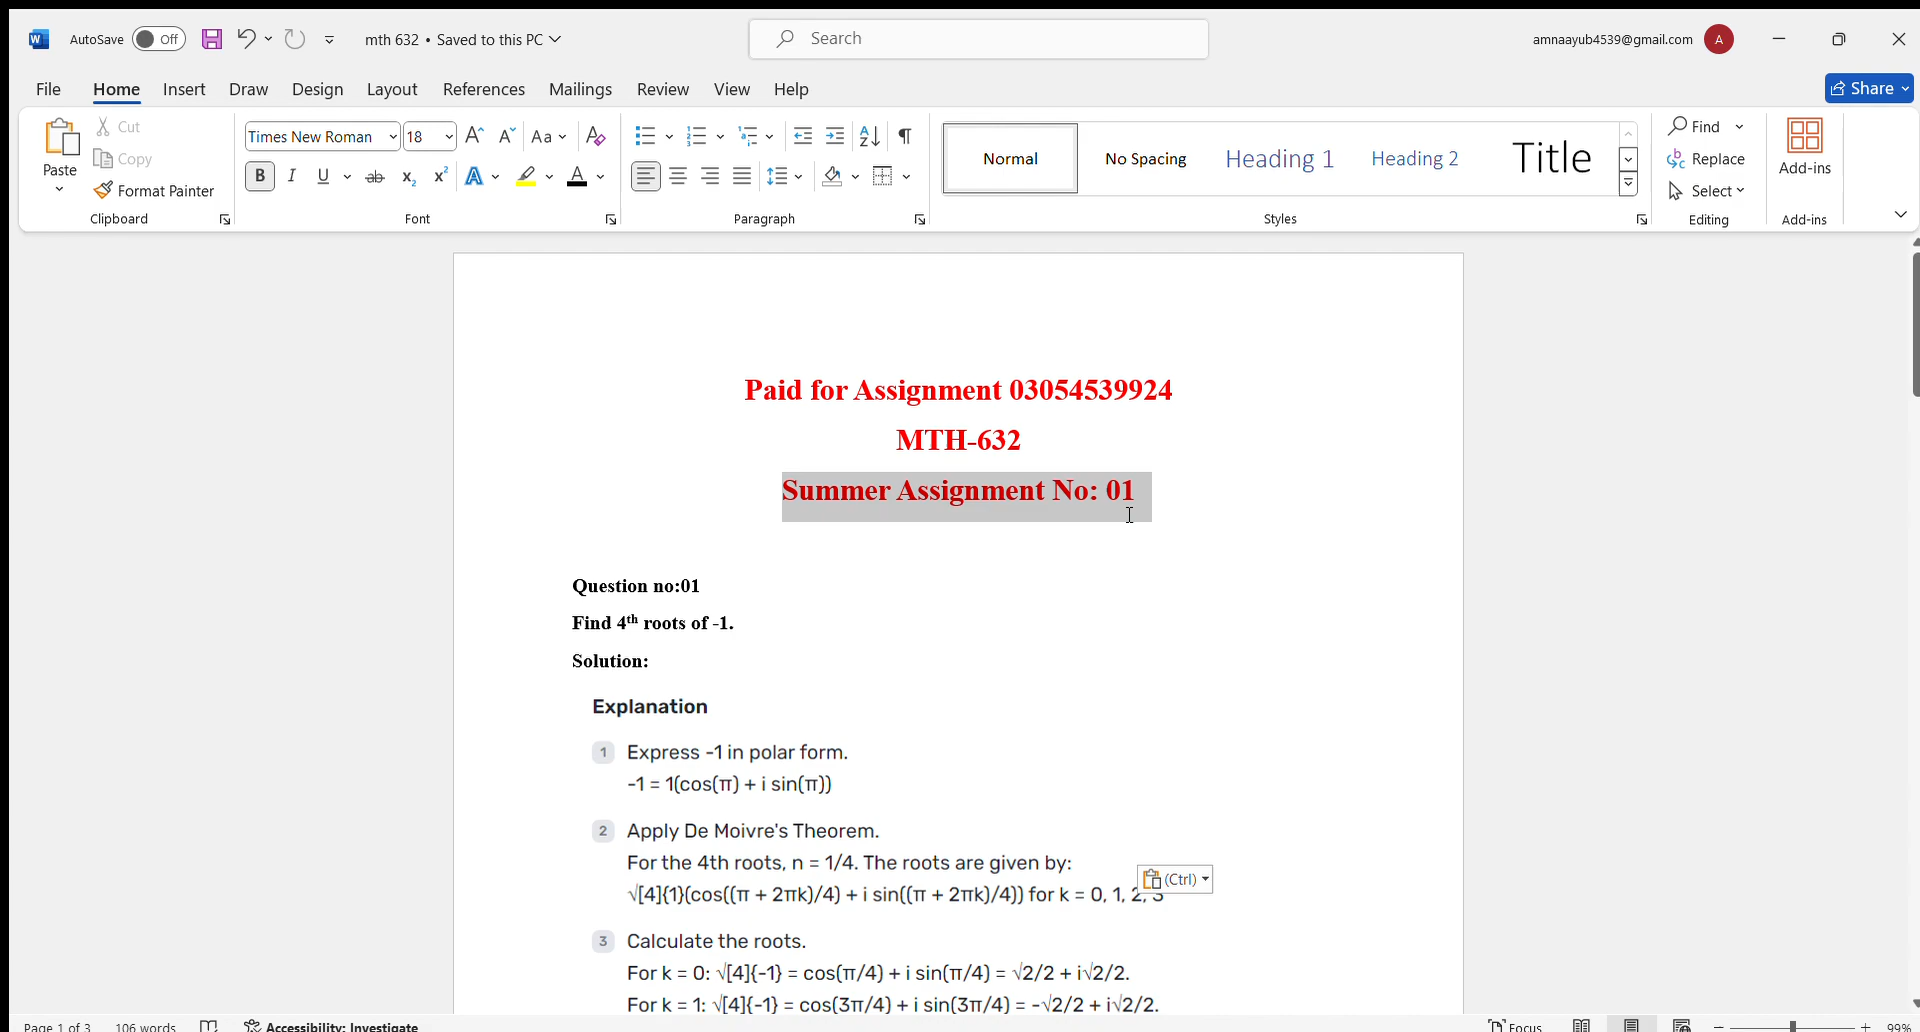 AutoSave Off mth 632 • Saved to this PC Search amnaayub4539@gmail.com A
File Home Insert Draw Design Layout References Mailings Review View Help Share
Paste Cut Copy Format Painter Clipboard
Times New Roman 18 Aa
B I U ab x₂ x² A A Font
Paragraph
Normal No Spacing Heading 1 Heading 2 Title Styles
Find Replace Select Editing
Add-ins Add-ins
Paid for Assignment 03054539924
MTH-632
Summer Assignment No: 01
Question no:01
Find 4th roots of -1.
Solution:
Explanation
1 Express -1 in polar form.
-1 = 1(cos(π) + i sin(π))
2 Apply De Moivre's Theorem.
For the 4th roots, n = 1/4. The roots are given by:
√[4]{1}(cos((π + 2πk)/4) + i sin((π + 2πk)/4)) for k = 0, 1, 2, 3
(Ctrl)
3 Calculate the roots.
For k = 0: √[4]{-1} = cos(π/4) + i sin(π/4) = √2/2 + i√2/2.
For k = 1: √[4]{-1} = cos(3π/4) + i sin(3π/4) = -√2/2 + i√2/2.
Page 1 of 3 106 words Accessibility: Investigate Focus 99%